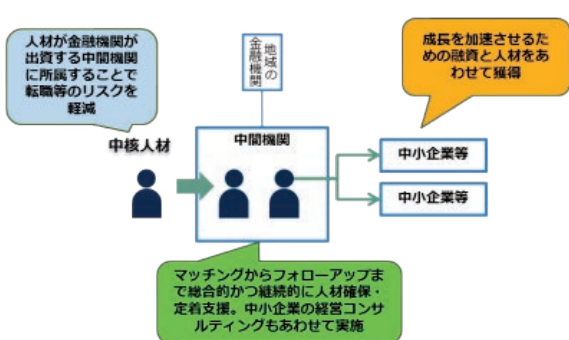 人材が金融機関が
出資する中間機関
に所属することで
転職等のリスクを
軽減
地域の
金融機関
成長を加速させるた
めの融資と人材をあ
わせて獲得
中核人材
中間機関
中小企業等
中小企業等
マッチングからフォローアップま
で総合的かつ継続的に人材確保・
定着支援。中小企業の経営コンサ
ルティングもあわせて実施